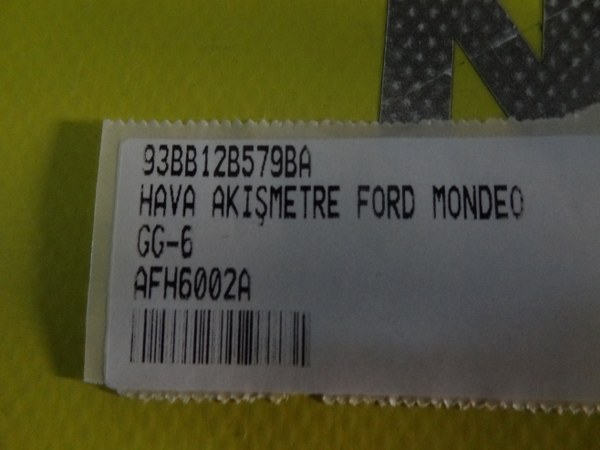 N
93BB12B579BA
HAVA AKIŞMETRE FORD MONDEO
GG-6
AFH6002A